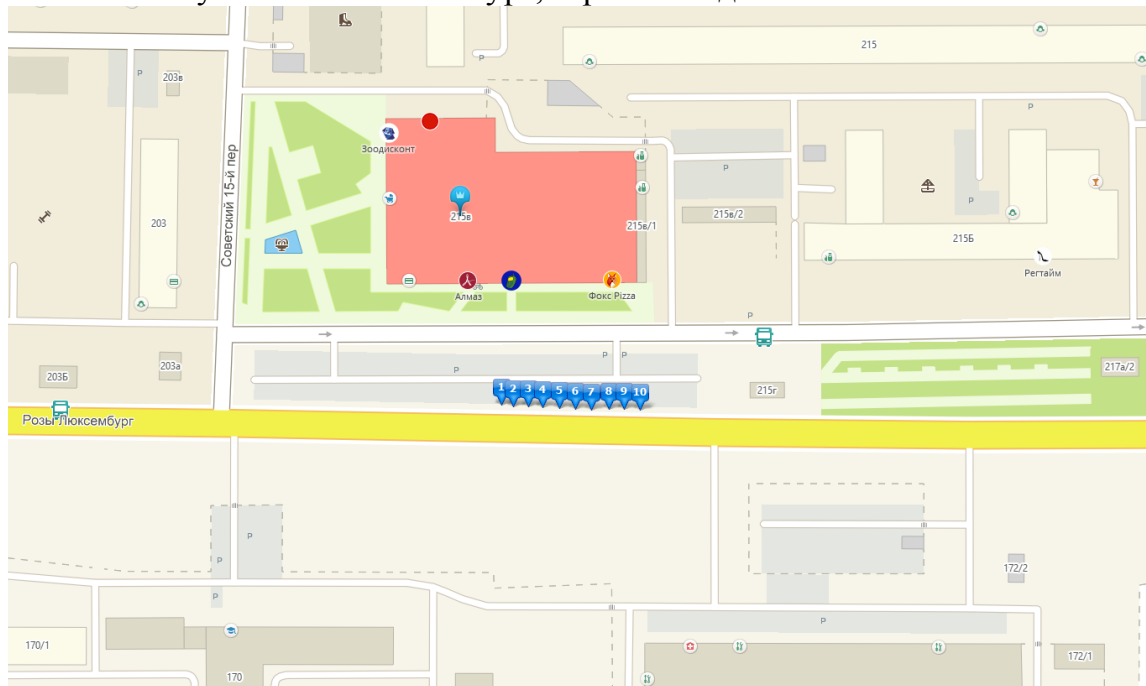 215
203в
Р
Р
Р
Зоодисконт
Советский 15-й пер
Р
203
215в
215в/1
215в/2
Р
215Б
Регтайм
Алмаз
Фокс Pizza
Р
203Б
203а
Р
Р
Р
215г
217а/2
1 2 3 4 5 6 7 8 9 10
Розы Люксембург
Р
Р
Р
Р
172/2
Р
Р
170/1
170
172/1